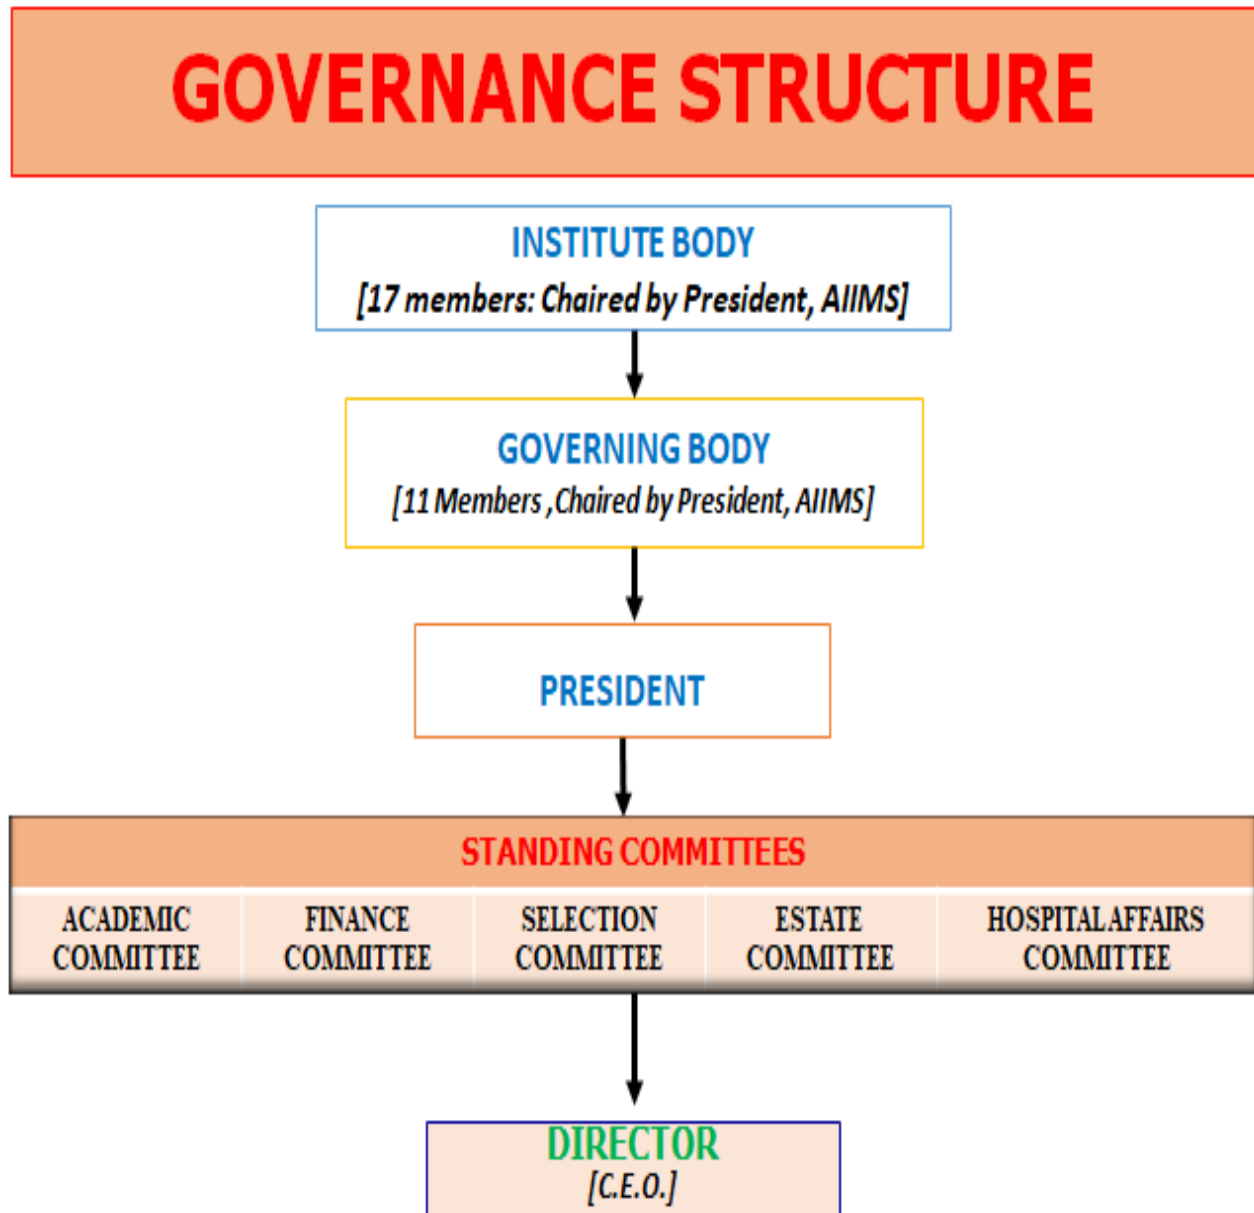 GOVERNANCE STRUCTURE
INSTITUTE BODY
[17 members: Chaired by President, AIIMS]
GOVERNING BODY
[11 Members ,Chaired by President, AIIMS]
PRESIDENT
STANDING COMMITTEES
ACADEMIC
COMMITTEE
FINANCE
COMMITTEE
SELECTION
COMMITTEE
ESTATE
COMMITTEE
HOSPITAL AFFAIRS
COMMITTEE
DIRECTOR
[C.E.O.]